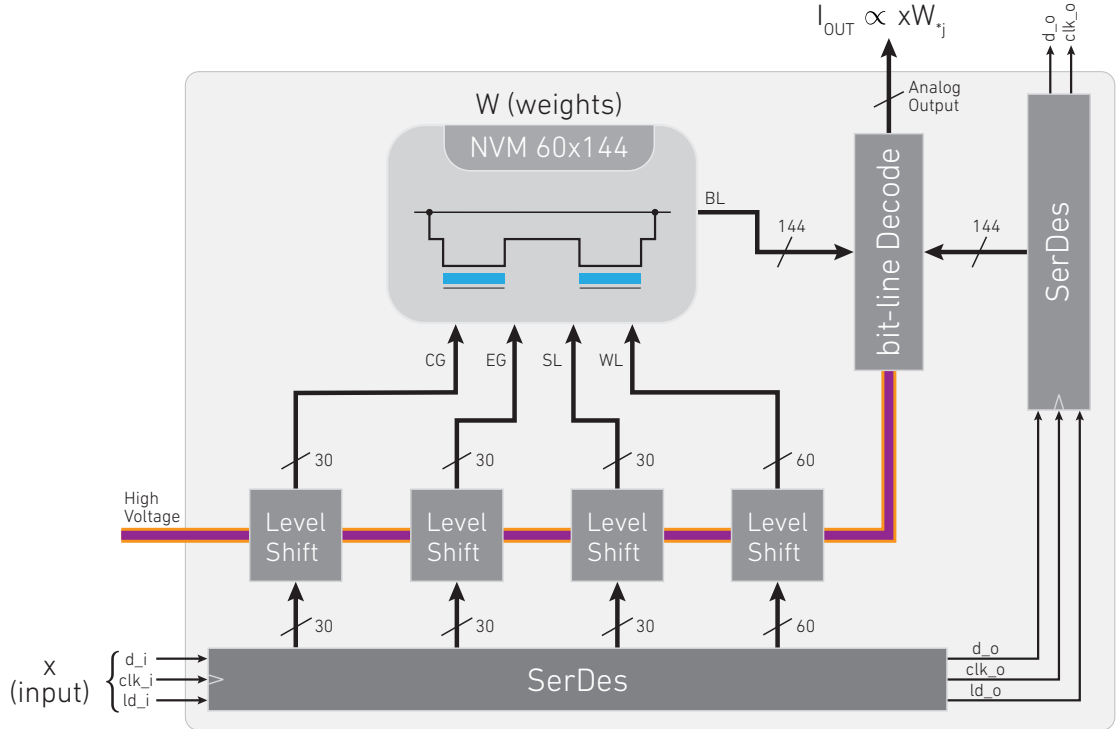 I_OUT ∝ xW_*j
d_o
clk_o
Analog
Output
W (weights)
NVM 60x144
BL
144
bit-line Decode
144
SerDes
CG
EG
SL
WL
30
30
30
60
High
Voltage
Level
Shift
Level
Shift
Level
Shift
Level
Shift
30
30
30
60
x
(input)
d_i
clk_i
ld_i
SerDes
d_o
clk_o
ld_o